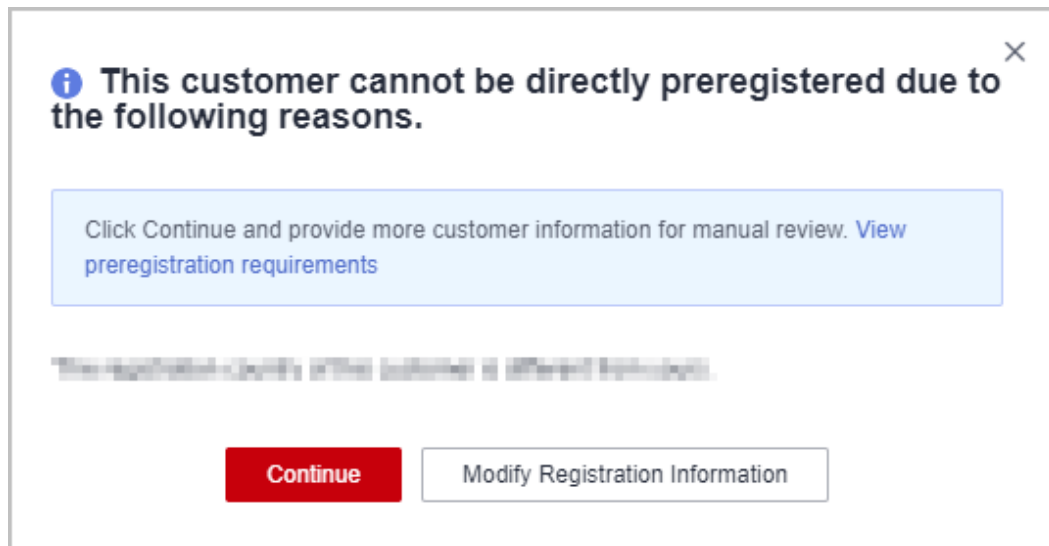 This customer cannot be directly preregistered due to
the following reasons.
Click Continue and provide more customer information for manual review. View
preregistration requirements
Continue
Modify Registration Information